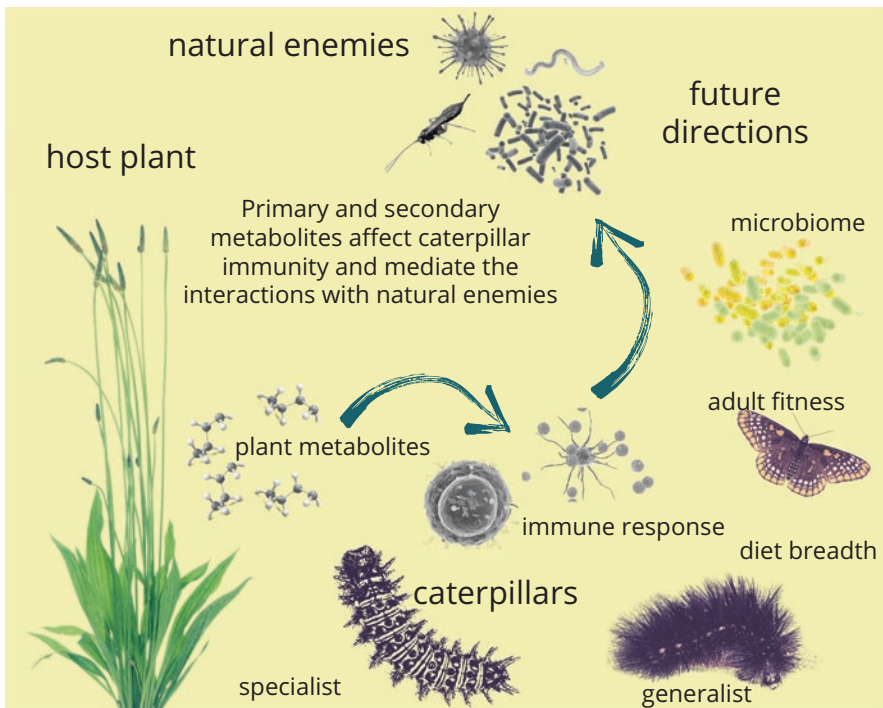 natural enemies
future
directions
host plant
Primary and secondary
metabolites affect caterpillar
immunity and mediate the
interactions with natural enemies
microbiome
adult fitness
plant metabolites
immune response
diet breadth
caterpillars
specialist
generalist